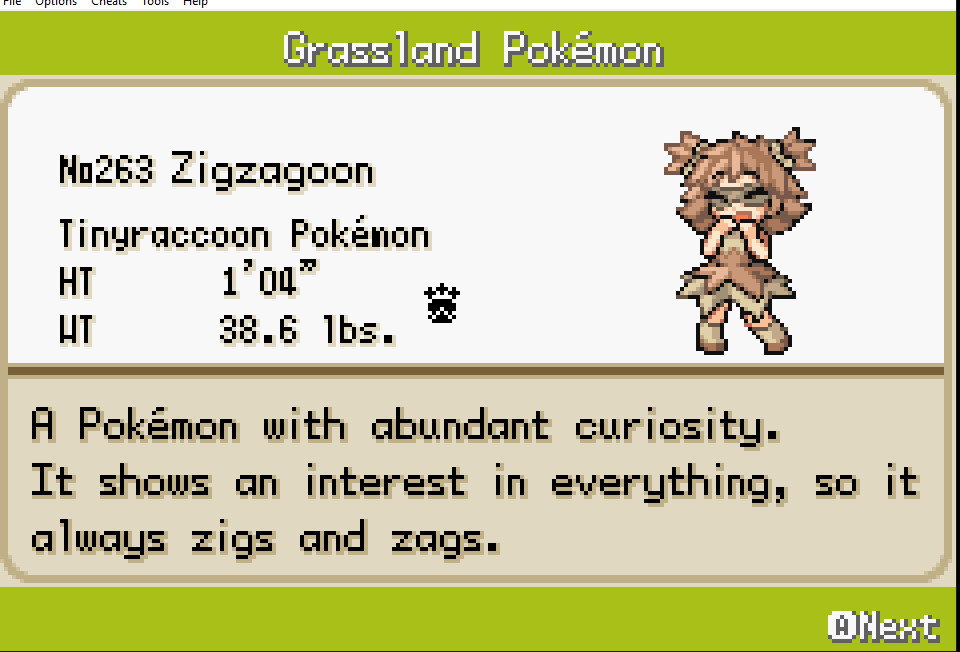 File Options Cheats Tools Help
Grassland Pokémon
No263 Zigzagoon
Tinyraccoon Pokémon
HT 1'04"
WT 38.6 lbs.
A Pokémon with abundant curiosity.
It shows an interest in everything, so it
always zigs and zags.
A Next